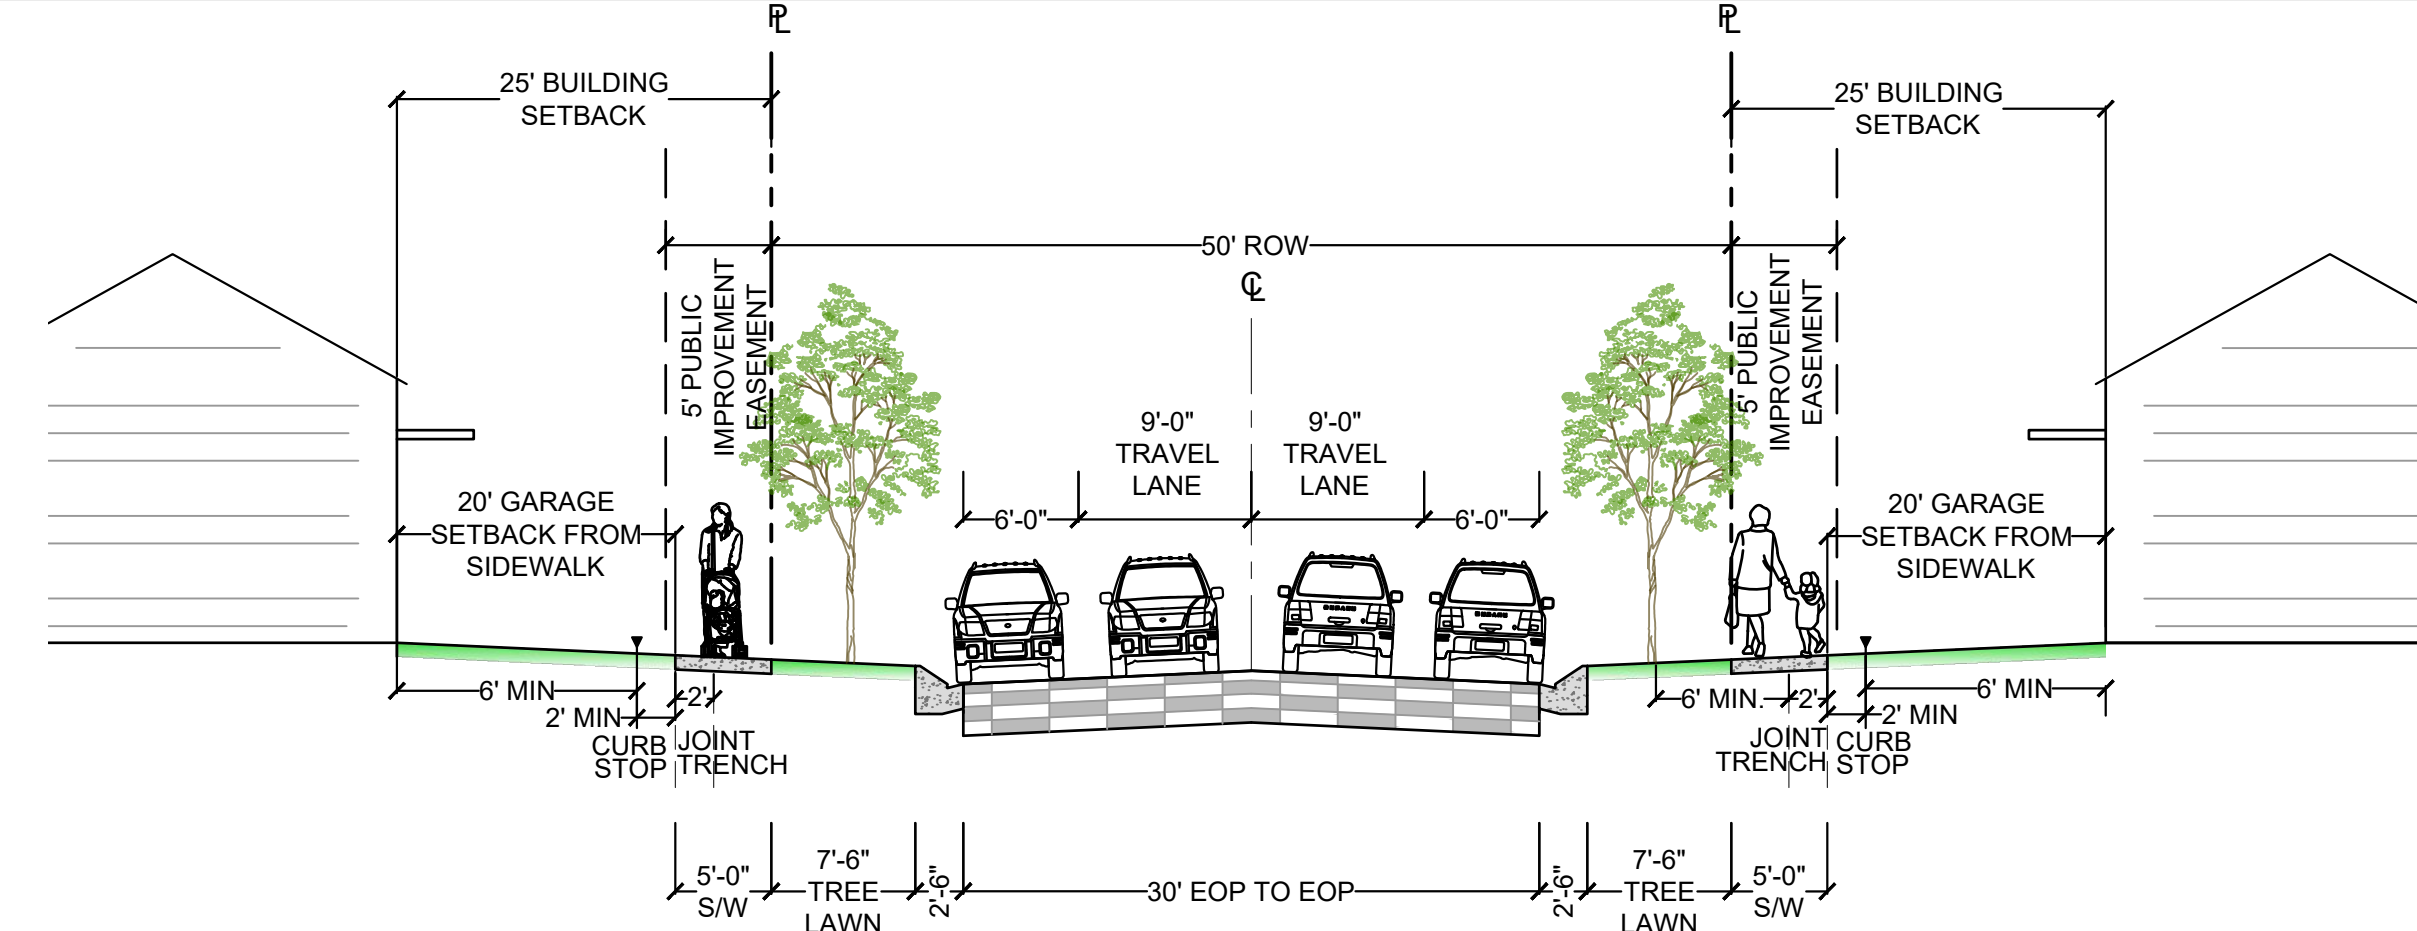 PL
PL
25' BUILDING
SETBACK
25' BUILDING
SETBACK
50' ROW
CL
5' PUBLIC
IMPROVEMENT
EASEMENT
5' PUBLIC
IMPROVEMENT
EASEMENT
9'-0"
TRAVEL
LANE
9'-0"
TRAVEL
LANE
6'-0"
6'-0"
20' GARAGE
SETBACK FROM
SIDEWALK
20' GARAGE
SETBACK FROM
SIDEWALK
6' MIN
2'
2' MIN
CURB
STOP
JOINT
TRENCH
6' MIN.
2'
6' MIN
2' MIN
JOINT
TRENCH
CURB
STOP
5'-0"
S/W
7'-6"
TREE
LAWN
2'-6"
30' EOP TO EOP
2'-6"
7'-6"
TREE
LAWN
5'-0"
S/W